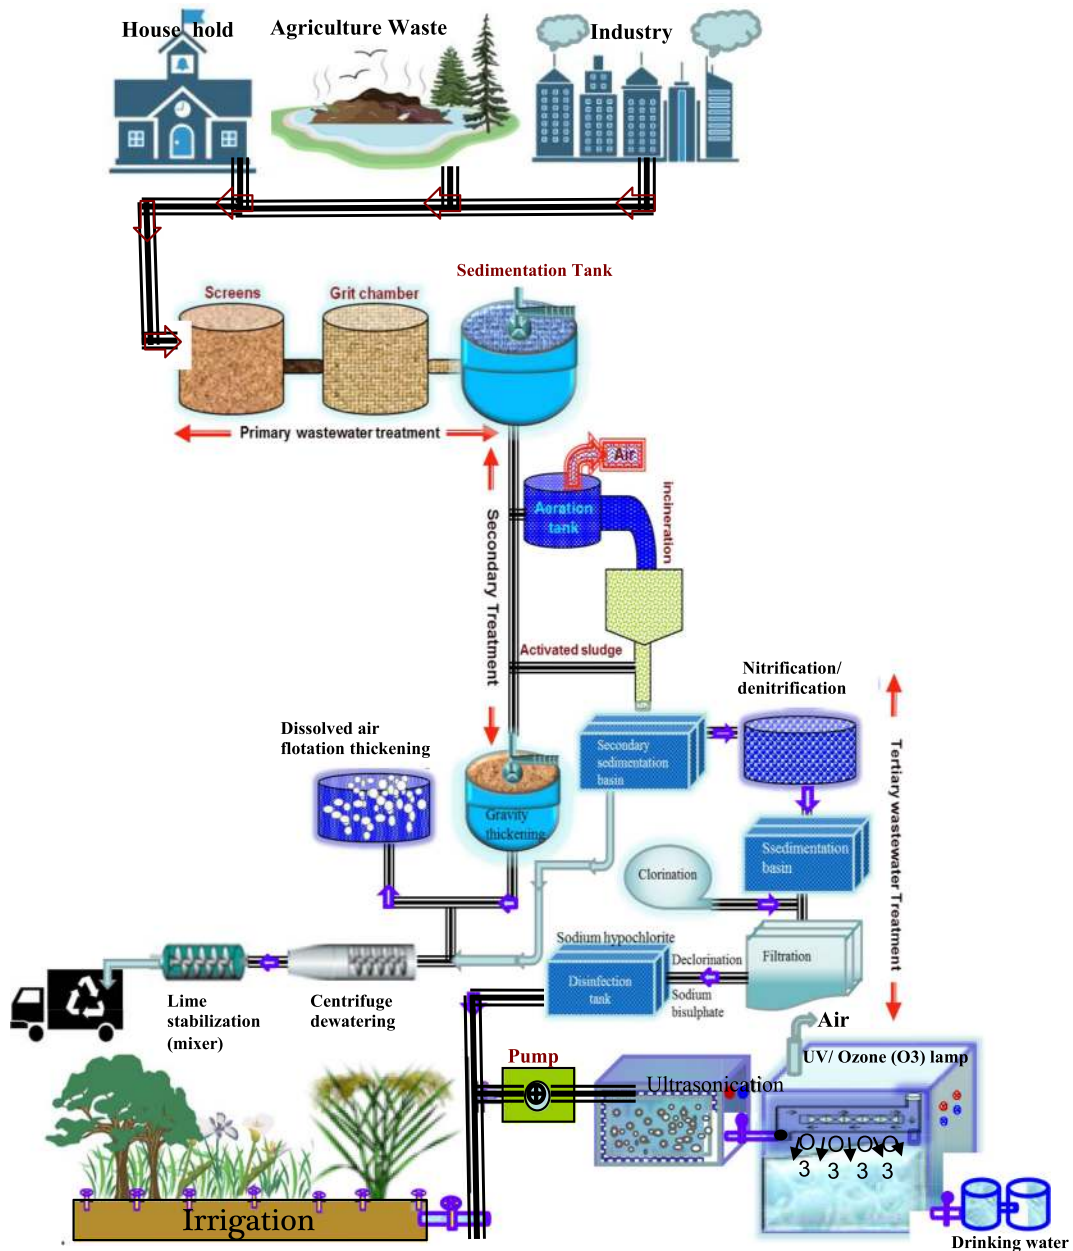 House hold
Agriculture Waste
Industry
Sedimentation Tank
Screens
Grit chamber
Primary wastewater treatment
Air
Aeration
tank
incineration
Secondary Treatment
Activated sludge
Nitrification/
denitrification
Dissolved air
flotation thickening
Secondary
sedimentation
basin
Tertiary wastewater Treatment
Gravity
thickening
Ssedimentation
basin
Clorination
Sodium hypochlorite
Declorination
Filtration
Disinfection
tank
Sodium
bisulphate
Lime
stabilization
(mixer)
Centrifuge
dewatering
Air
Pump
UV/ Ozone (O3) lamp
Ultrasonication
O O O O
3 3 3 3
Irrigation
Drinking water